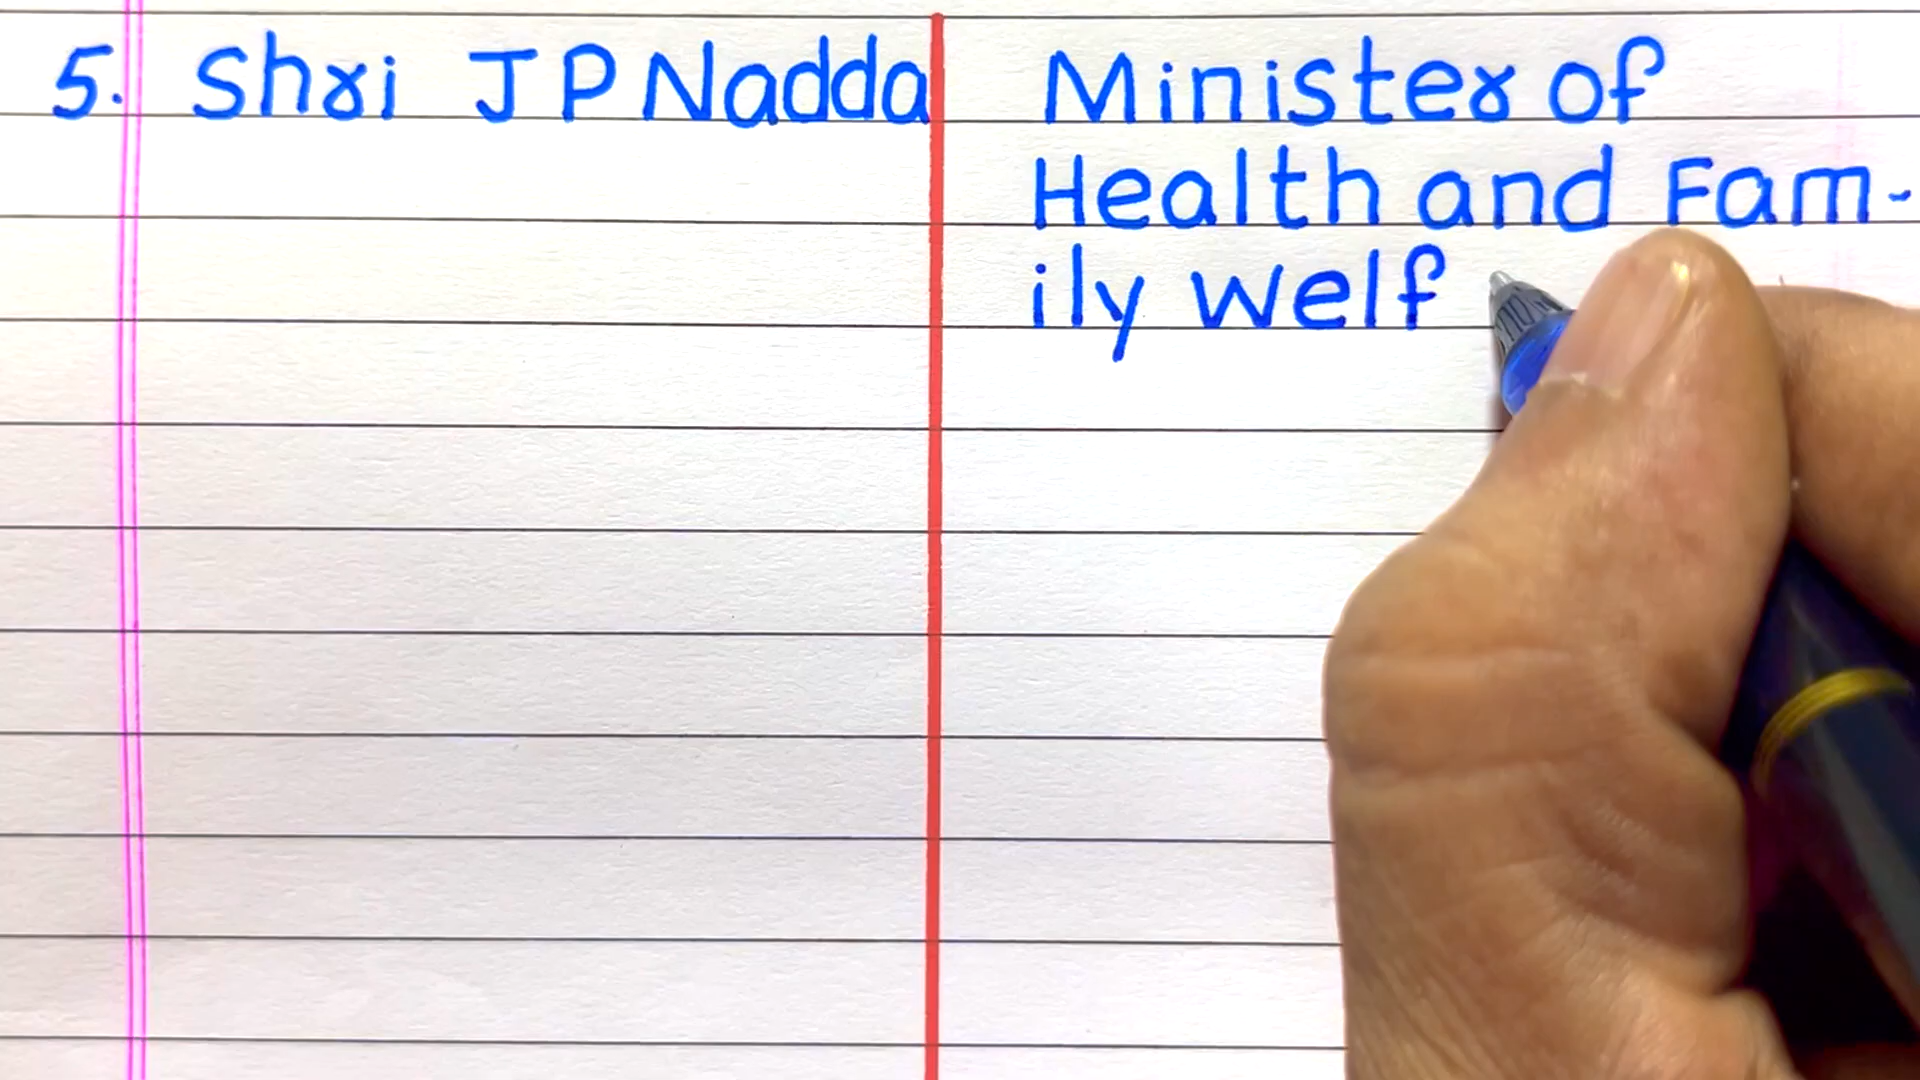 5. Shri J P Nadda Minister of
Health and Fam-
ily Welf